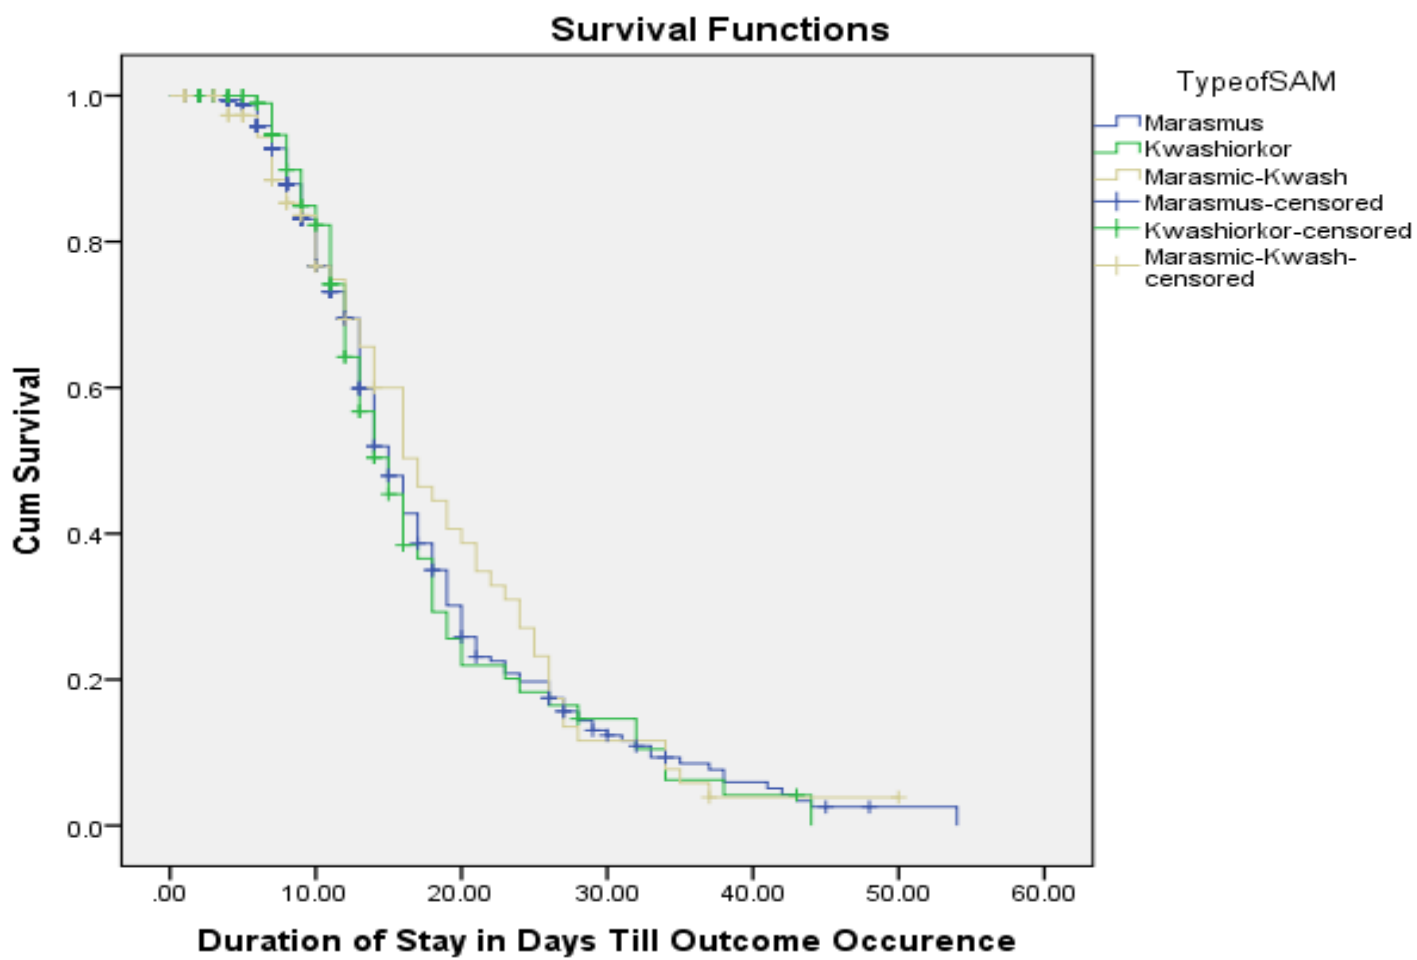 Survival Functions
TypeofSAM
Marasmus
Kwashiorkor
Marasmic-Kwash
Marasmus-censored
Kwashiorkor-censored
Marasmic-Kwash-
censored
Cum Survival
1.0
0.8
0.6
0.4
0.2
0.0
.00 10.00 20.00 30.00 40.00 50.00 60.00
Duration of Stay in Days Till Outcome Occurence